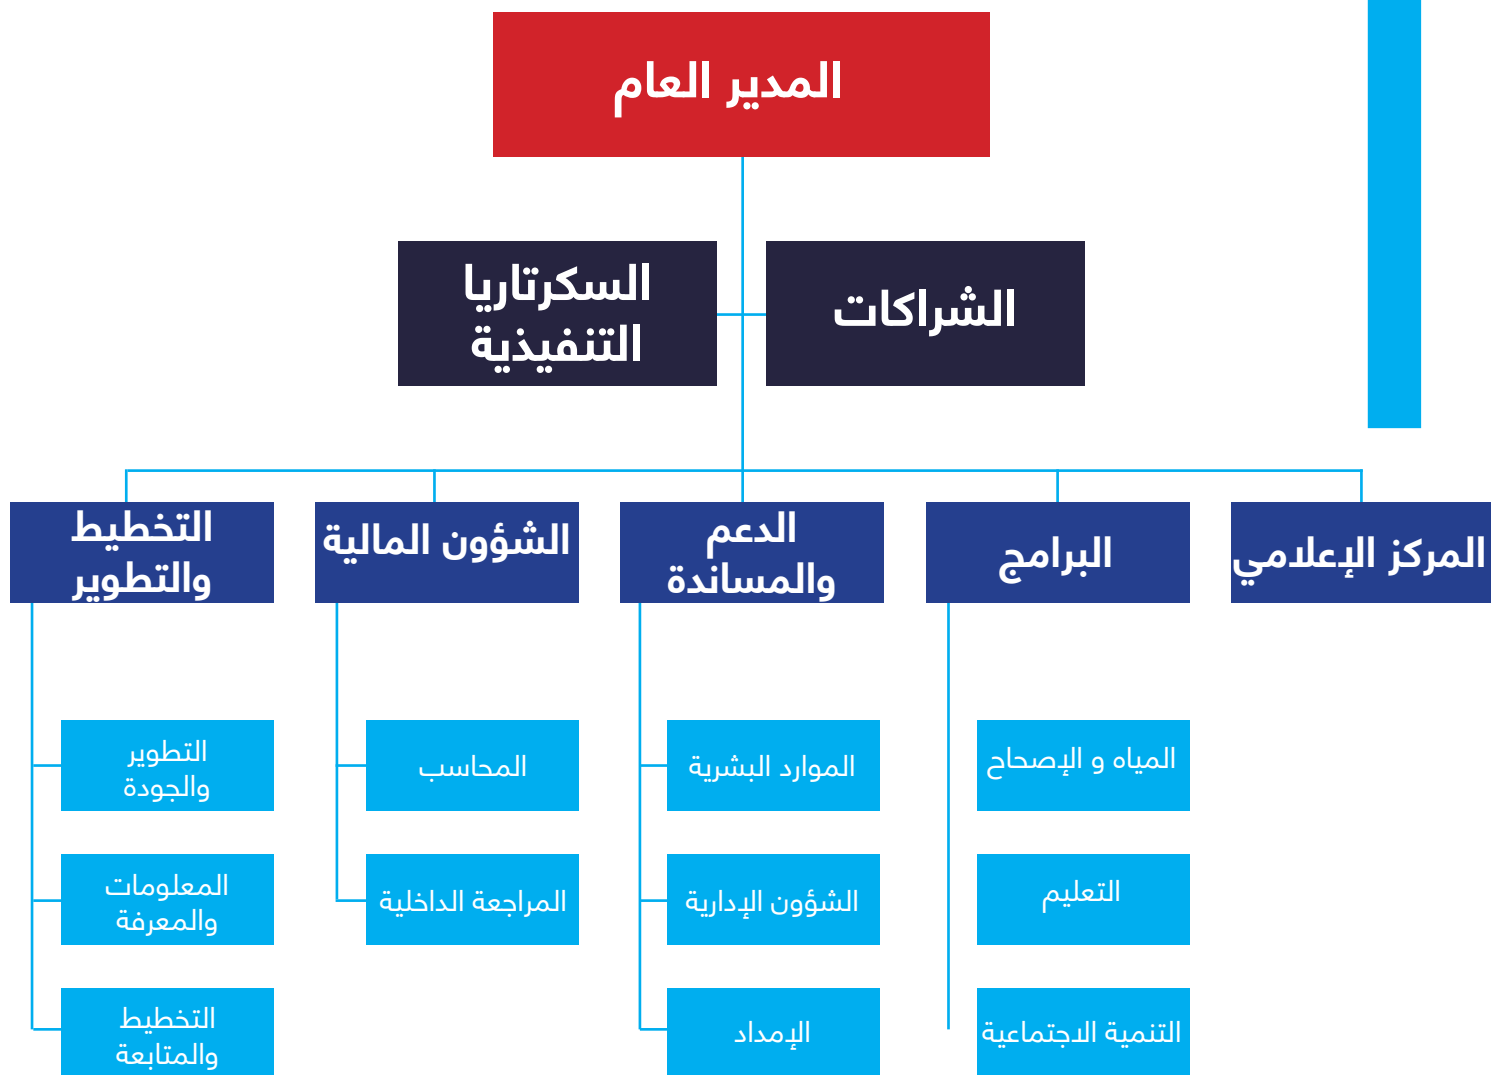 المدير العام
الشراكات
السكرتاريا
التنفيذية
المركز الإعلامي
البرامج
الدعم
والمساندة
الشؤون المالية
التخطيط
والتطوير
المياه و الإصحاح
التعليم
التنمية الاجتماعية
الموارد البشرية
الشؤون الإدارية
الإمداد
المحاسب
المراجعة الداخلية
التطوير
والجودة
المعلومات
والمعرفة
التخطيط
والمتابعة